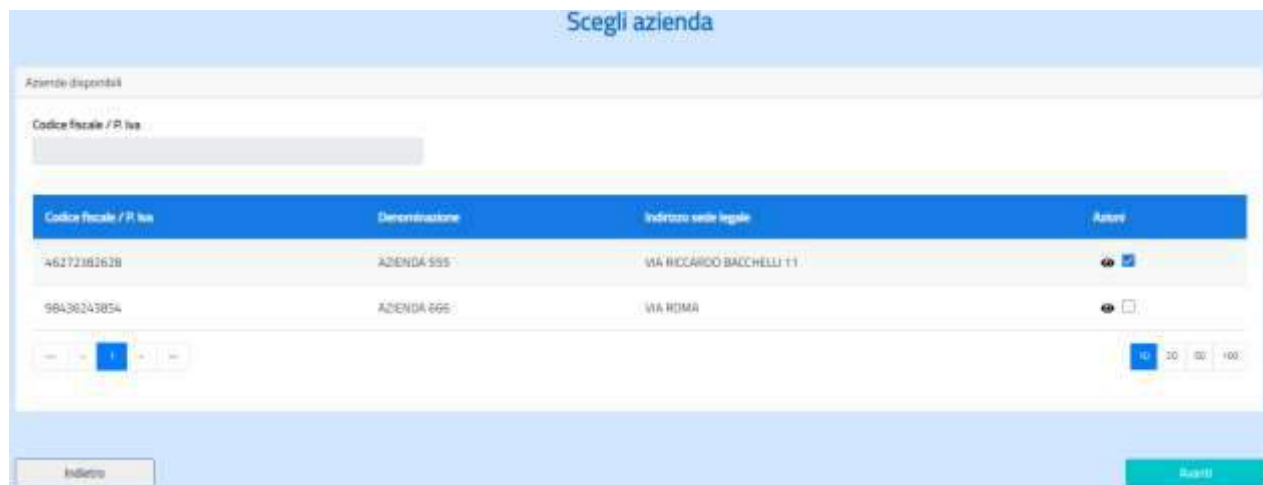 Scegli azienda
Aziende disponibili
Codice fiscale / P. Iva
Codice fiscale / P. Iva Denominazione Indirizzo sede legale Azioni
46272382628 AZIENDA 555 VIA RICCARDO BACCHELLI 11
98436243854 AZIENDA 666 VIA ROMA
1 10 20 50 100
Indietro Avanti